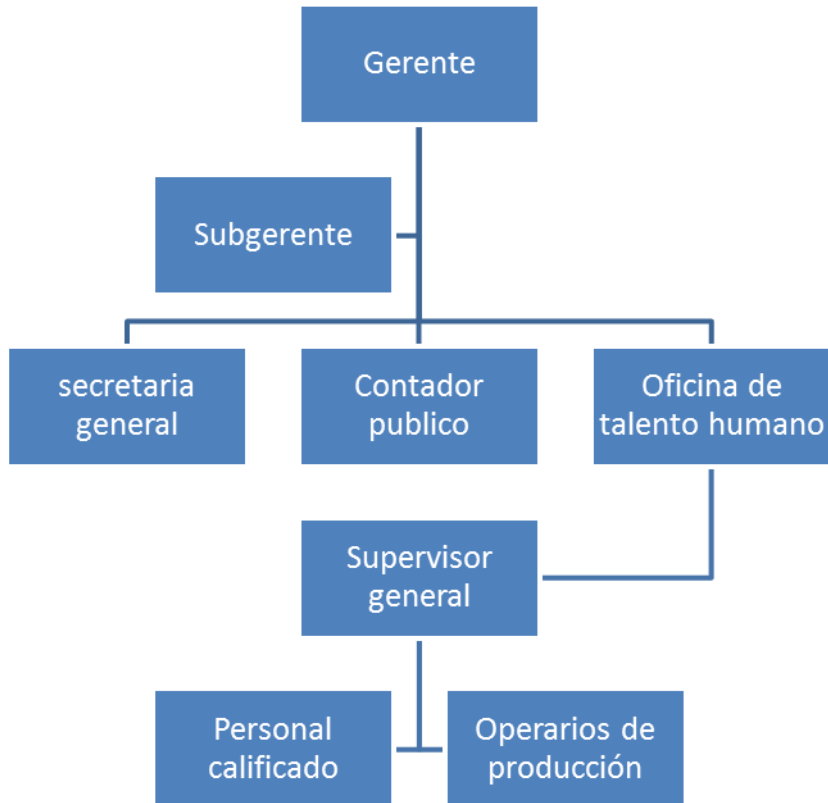 Gerente
Subgerente
secretaria
general
Contador
publico
Oficina de
talento humano
Supervisor
general
Personal
calificado
Operarios de
producción